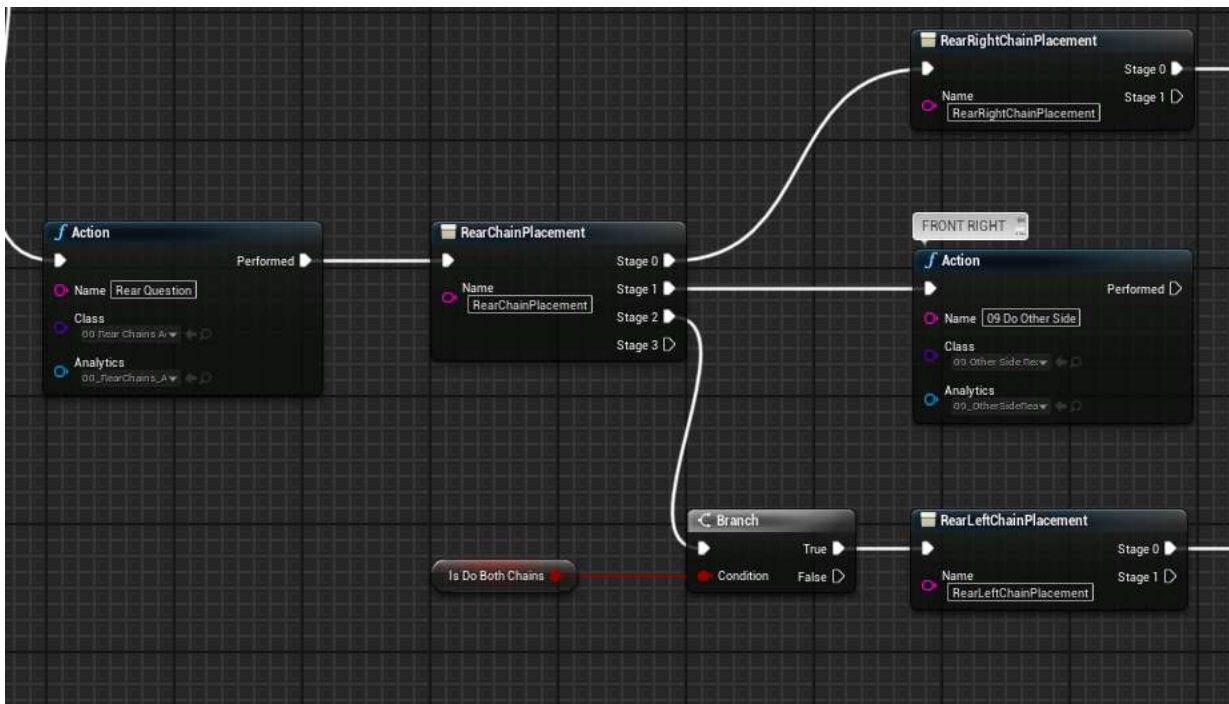 RearRightChainPlacement
Stage 0
Name
Stage 1
RearRightChainPlacement
Action
Performed
Name Rear Question
Class
Analytics
RearChainPlacement
Stage 0
Name
Stage 1
RearChainPlacement
Stage 2
Stage 3
FRONT RIGHT
Action
Performed
Name 09 Do Other Side
Class
Analytics
Branch
True
Is Do Both Chains
Condition
False
RearLeftChainPlacement
Stage 0
Name
Stage 1
RearLeftChainPlacement